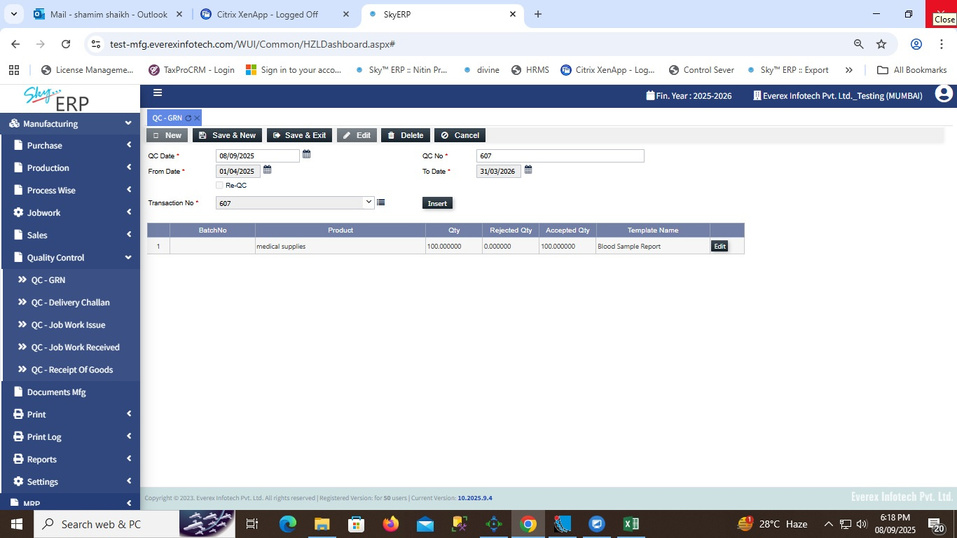 Mail - shamim shaikh - Outlook
Citrix XenApp - Logged Off
SkyERP
Close
test-mfg.everexinfotech.com/WUI/Common/HZLDashboard.aspx#
License Manageme...
TaxProCRM - Login
Sign in to your acco...
Sky™ ERP :: Nitin Pr...
divine
HRMS
Citrix XenApp - Log...
Control Sever
Sky™ ERP :: Export
All Bookmarks
Sky... ERP
Fin. Year : 2025-2026
Everex Infotech Pvt. Ltd._Testing (MUMBAI)
Manufacturing
Purchase
Production
Process Wise
Jobwork
Sales
Quality Control
QC - GRN
QC - Delivery Challan
QC - Job Work Issue
QC - Job Work Received
QC - Receipt Of Goods
Documents Mfg
Print
Print Log
Reports
Settings
MRP
QC - GRN
New Save & New Save & Exit Edit Delete Cancel
QC Date * 08/09/2025 QC No * 607
From Date * 01/04/2025 To Date * 31/03/2026
Re-QC
Transaction No * 607 Insert
BatchNo Product Qty Rejected Qty Accepted Qty Template Name
1 medical supplies 100.000000 0.000000 100.000000 Blood Sample Report Edit
Copyright © 2023. Everex Infotech Pvt. Ltd. All rights reserved | Registered Version: for 50 users | Current Version: 10.2025.9.4
Everex Infotech Pvt. Ltd.
Search web & PC
28°C Haze
6:18 PM
08/09/2025
20